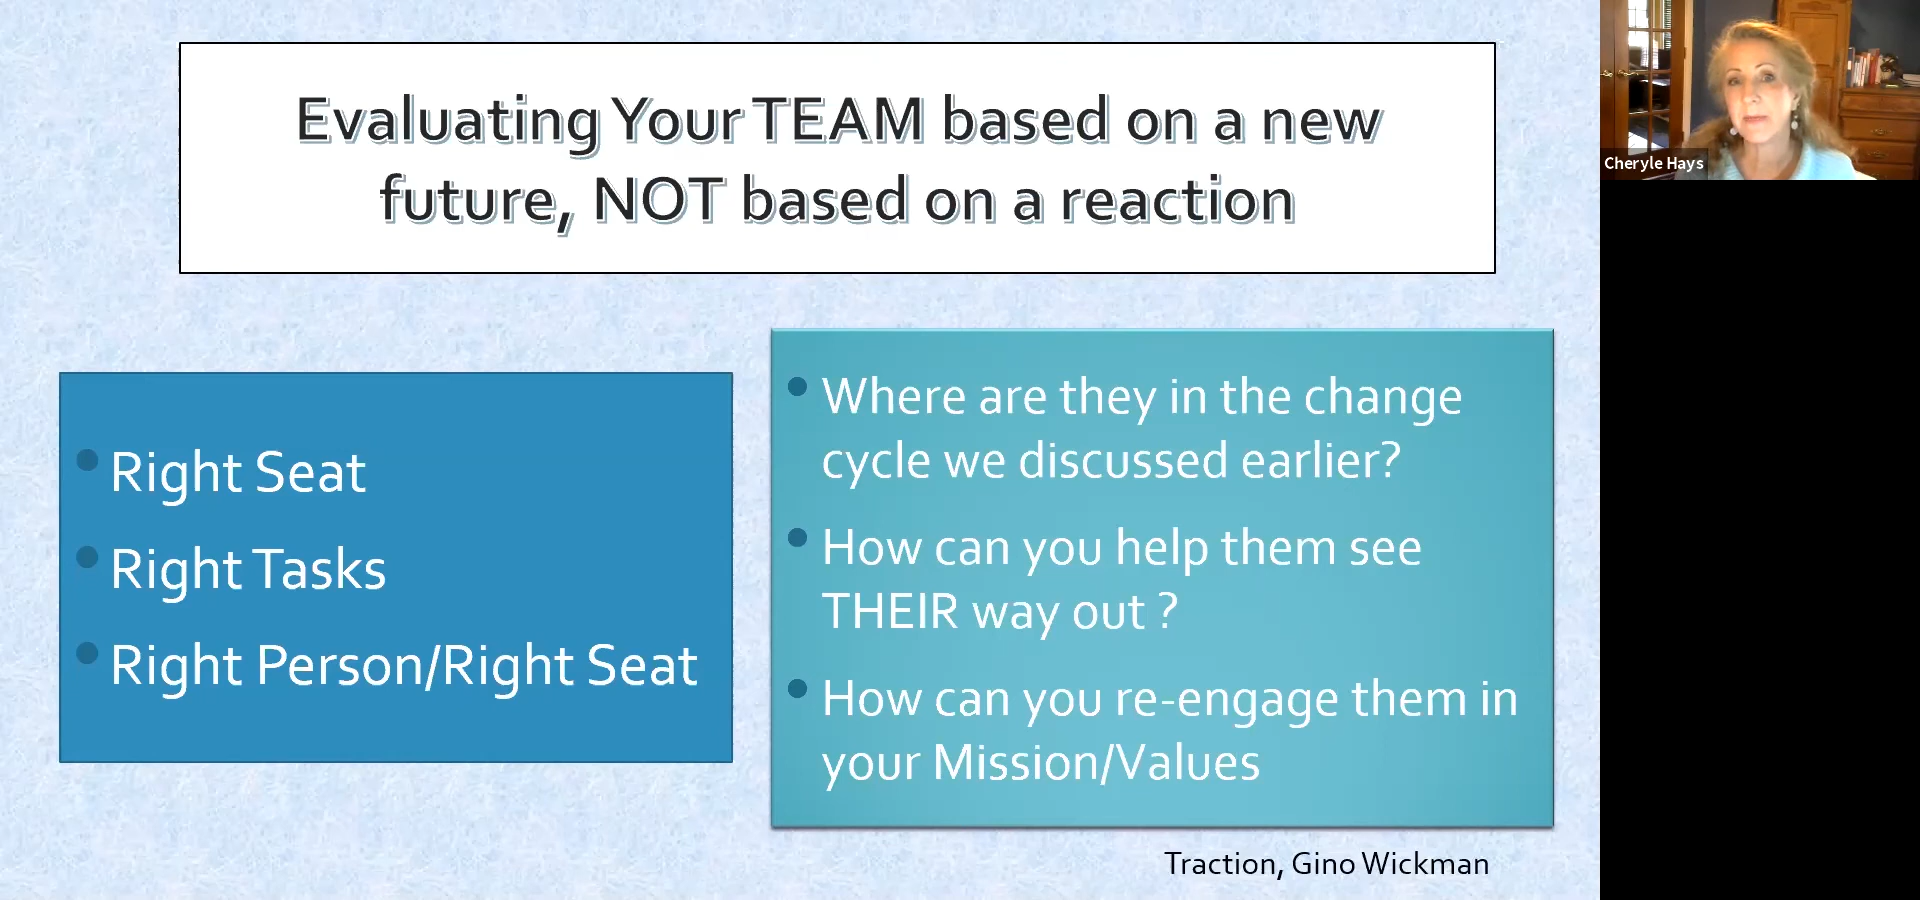 Evaluating Your TEAM based on a new
future, NOT based on a reaction
Right Seat
Right Tasks
Right Person/Right Seat
Where are they in the change
cycle we discussed earlier?
How can you help them see
THEIR way out ?
How can you re-engage them in
your Mission/Values
Traction, Gino Wickman
Cheryle Hays